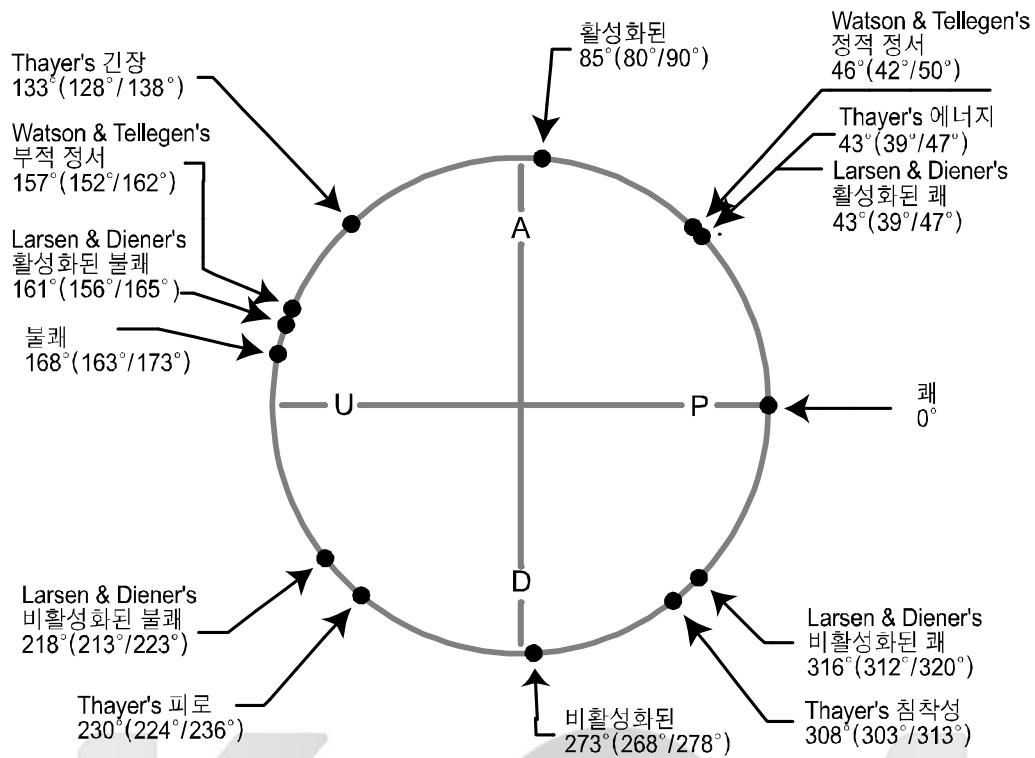 활성화된
85°(80°/90°)
Watson & Tellegen's
정적 정서
46°(42°/50°)
Thayer's 긴장
133°(128°/138°)
Thayer's 에너지
43°(39°/47°)
Watson & Tellegen's
부적 정서
157°(152°/162°)
Larsen & Diener's
활성화된 쾌
43°(39°/47°)
A
Larsen & Diener's
활성화된 불쾌
161°(156°/165°)
불쾌
168°(163°/173°)
U
P
쾌
0°
D
Larsen & Diener's
비활성화된 불쾌
218°(213°/223°)
Larsen & Diener's
비활성화된 쾌
316°(312°/320°)
Thayer's 피로
230°(224°/236°)
비활성화된
273°(268°/278°)
Thayer's 침착성
308°(303°/313°)